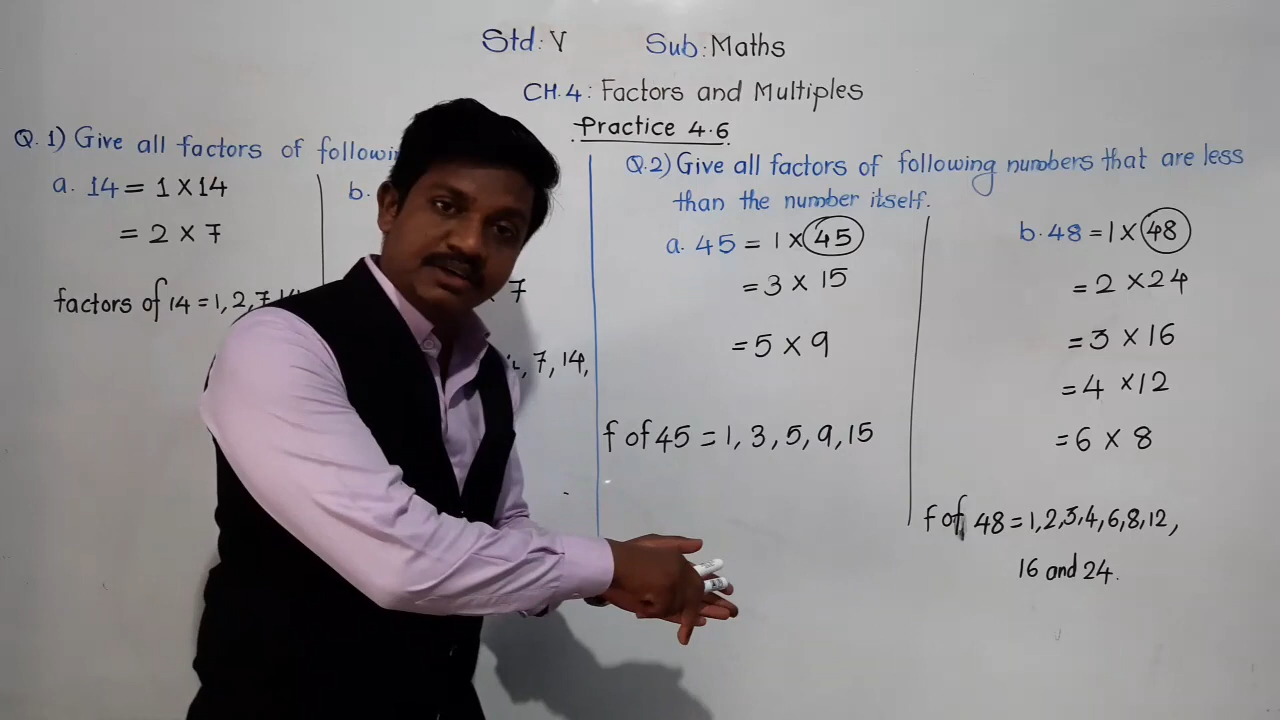 Std: V Sub: Maths
CH.4: Factors and Multiples
Practice 4.6
Q.1) Give all factors of
a. 14 = 1 × 14
= 2 × 7
factors of 14 = 1, 2, 7, 14
b.
× 7
7, 14,
Q.2) Give all factors of following numbers that are less
than the number itself.
a. 45 = 1 × 45
= 3 × 15
= 5 × 9
f of 45 = 1, 3, 5, 9, 15
b. 48 = 1 × 48
= 2 × 24
= 3 × 16
= 4 × 12
= 6 × 8
f of 48 = 1,2,3,4,6,8,12,
16 and 24.